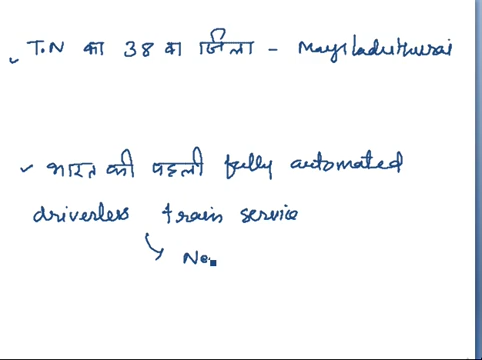 T.N का 38 वा जिला - Mayiladuthurai
भारत की पहली fully automated
driverless train service
Ne